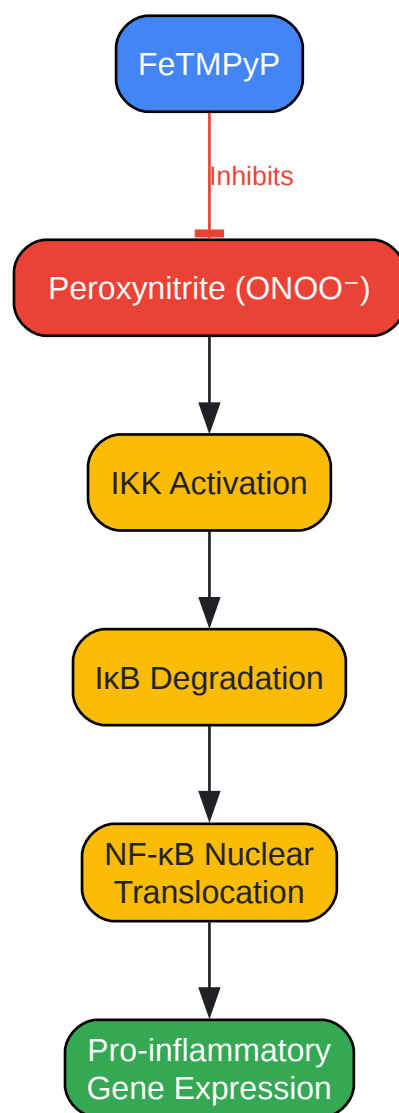 FeTMPyP
Inhibits
Peroxynitrite (ONOO⁻)
IKK Activation
IκB Degradation
NF-κB Nuclear
Translocation
Pro-inflammatory
Gene Expression